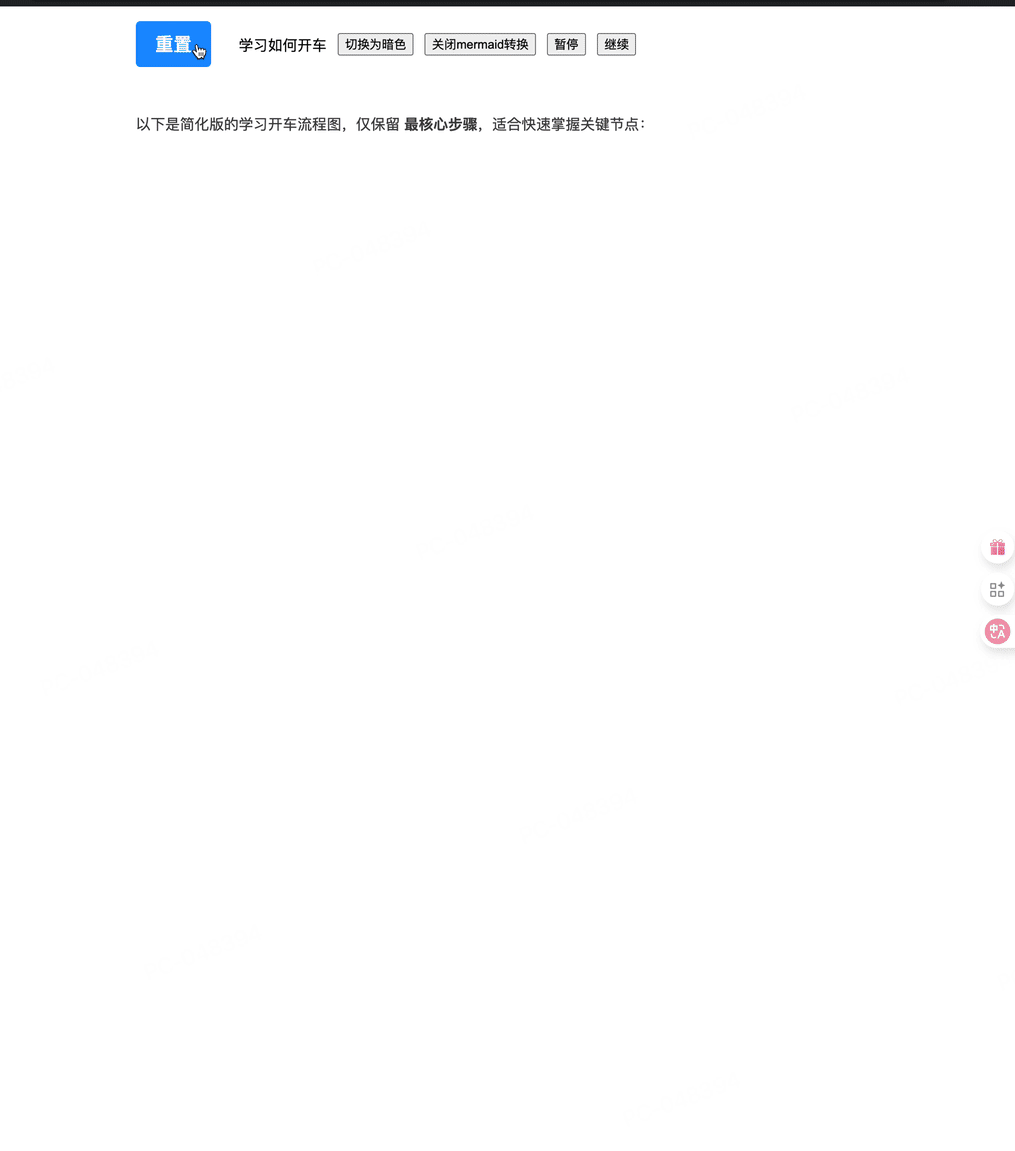 重置 学习如何开车 切换为暗色 关闭mermaid转换 暂停 继续
以下是简化版的学习开车流程图，仅保留 最核心步骤，适合快速掌握关键节点：
中A